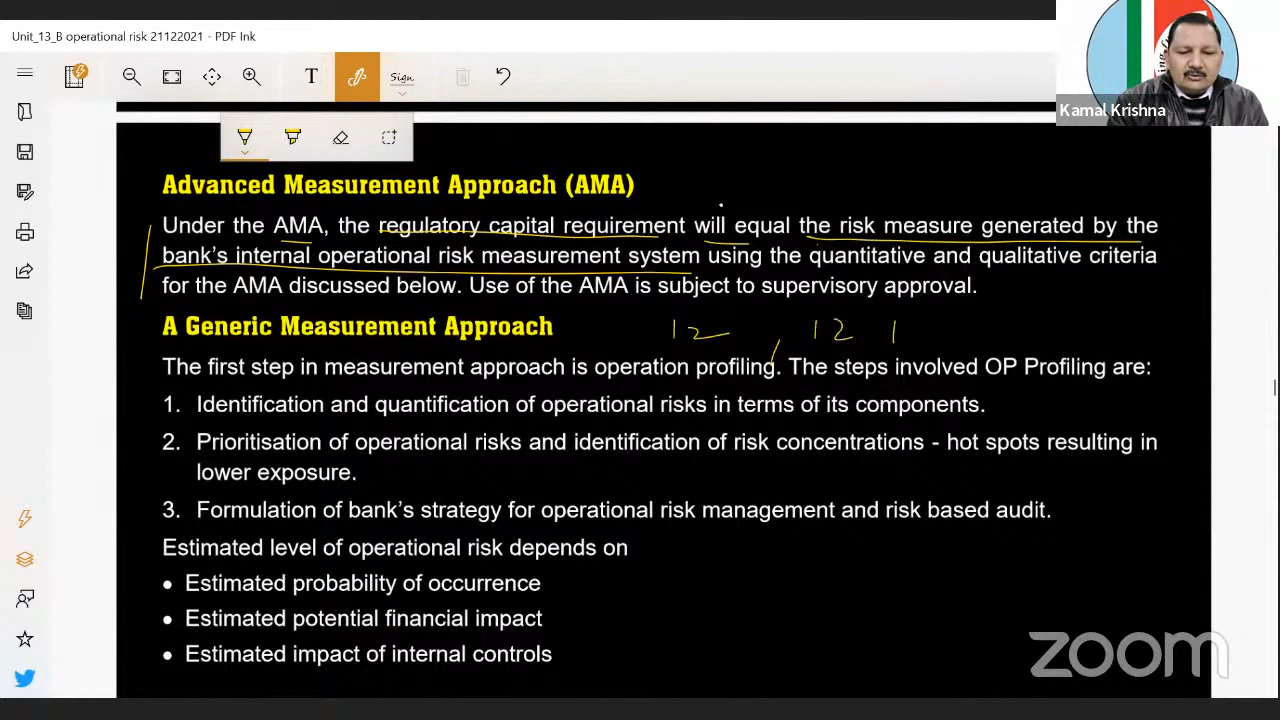 Unit_13_B operational risk 21122021 - PDF Ink
T
Sign
Kamal Krishna
Advanced Measurement Approach (AMA)
Under the AMA, the regulatory capital requirement will equal the risk measure generated by the
bank's internal operational risk measurement system using the quantitative and qualitative criteria
for the AMA discussed below. Use of the AMA is subject to supervisory approval.
A Generic Measurement Approach
12 , 12 1
The first step in measurement approach is operation profiling. The steps involved OP Profiling are:
1. Identification and quantification of operational risks in terms of its components.
2. Prioritisation of operational risks and identification of risk concentrations - hot spots resulting in
lower exposure.
3. Formulation of bank's strategy for operational risk management and risk based audit.
Estimated level of operational risk depends on
• Estimated probability of occurrence
• Estimated potential financial impact
• Estimated impact of internal controls
zoom